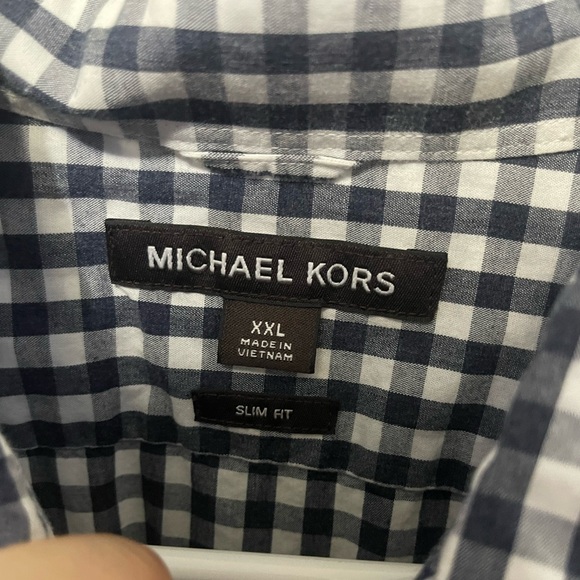 MICHAEL KORS
XXL
MADE IN
VIETNAM
SLIM FIT